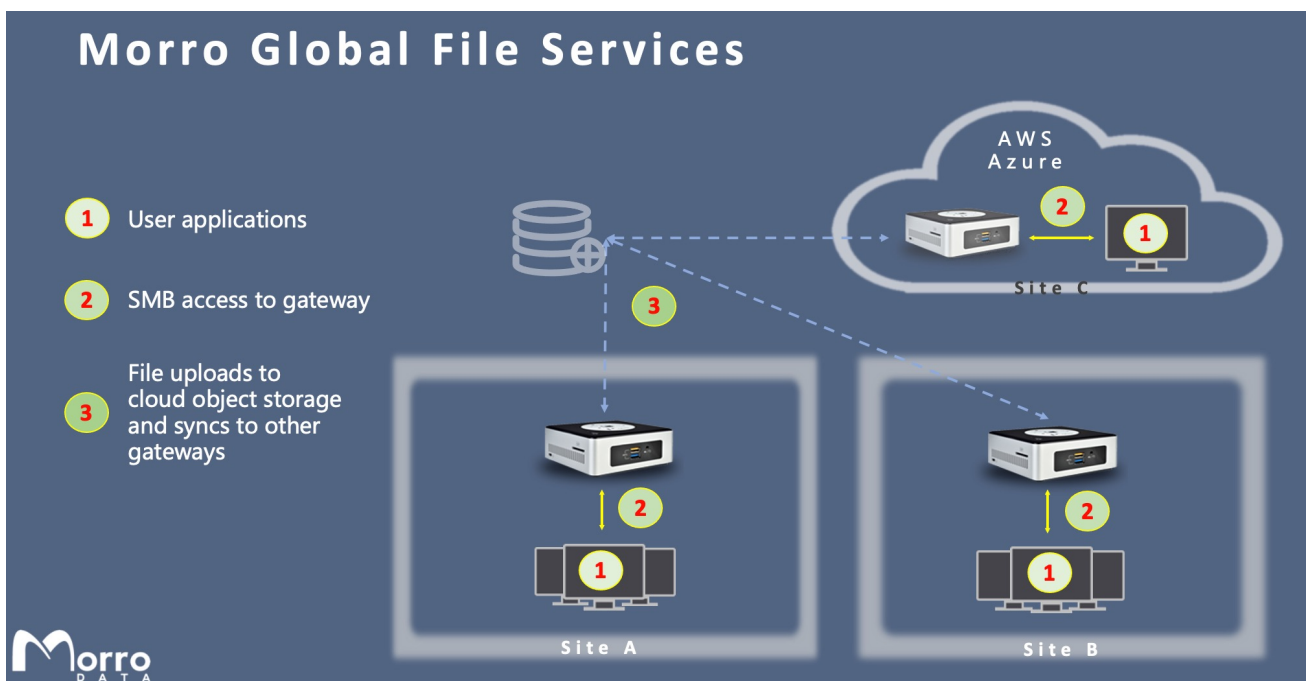 Morro Global File Services
AWS
Azure
2
1
Site C
1 User applications
2 SMB access to gateway
3
File uploads to
cloud object storage
and syncs to other
gateways
3
2
1
Site A
2
1
Site B
Morro
DATA